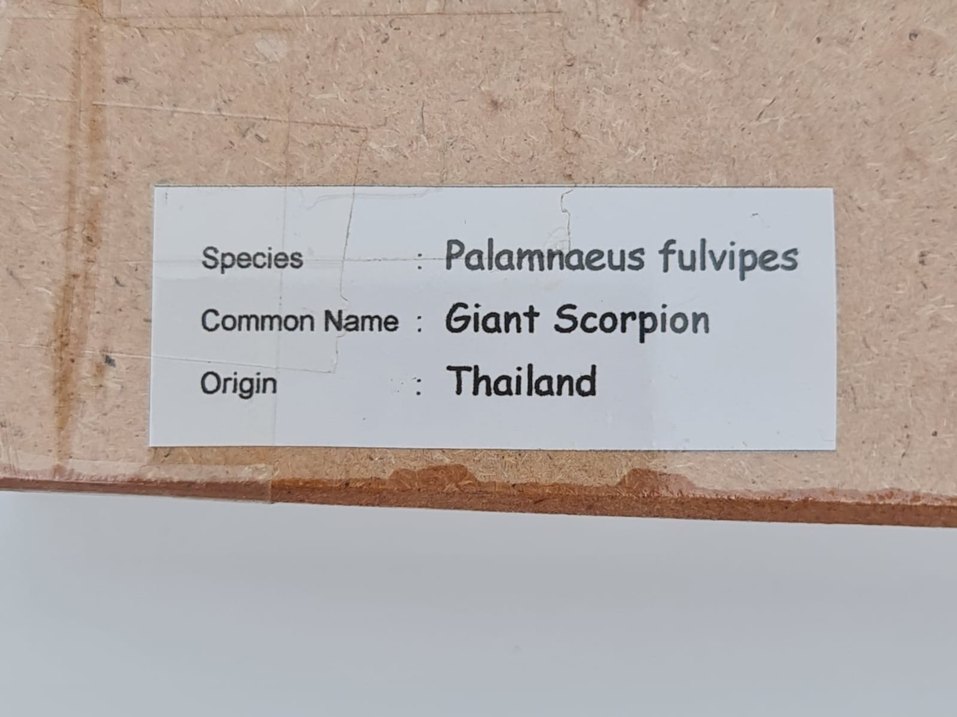 Species : Palamnaeus fulvipes
Common Name : Giant Scorpion
Origin : Thailand